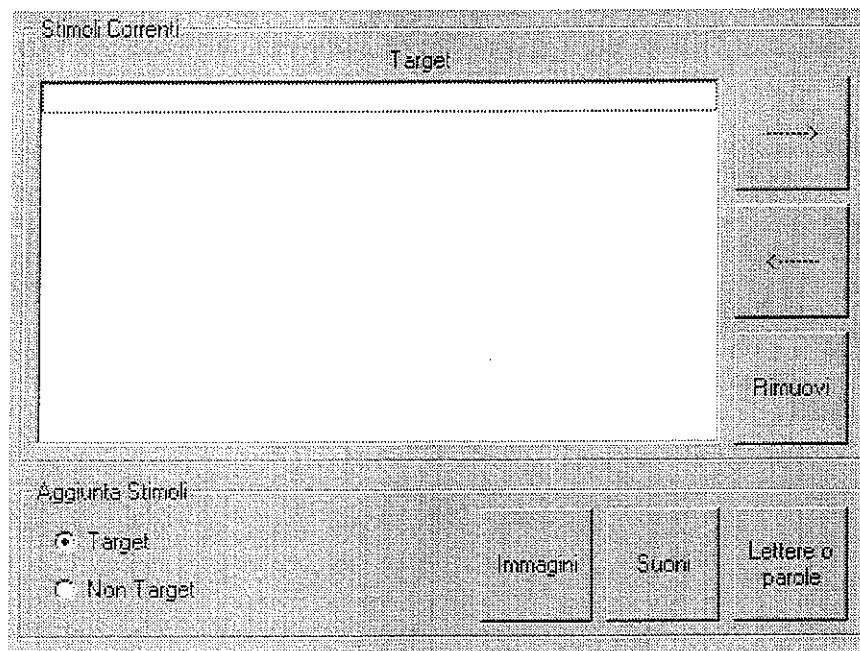 Stimoli Correnti
Target
------>
<------
Rimuovi
Aggiunta Stimoli
Target
Non Target
Immagini
Suoni
Lettere o
parole